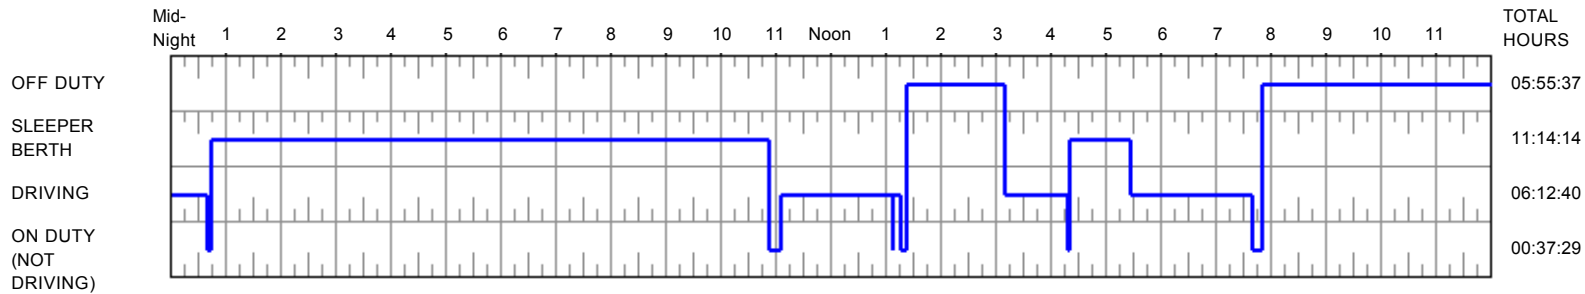 Mid-
Night 1 2 3 4 5 6 7 8 9 10 11 Noon 1 2 3 4 5 6 7 8 9 10 11 TOTAL HOURS
OFF DUTY 05:55:37
SLEEPER
BERTH 11:14:14
DRIVING 06:12:40
ON DUTY
(NOT 00:37:29
DRIVING)